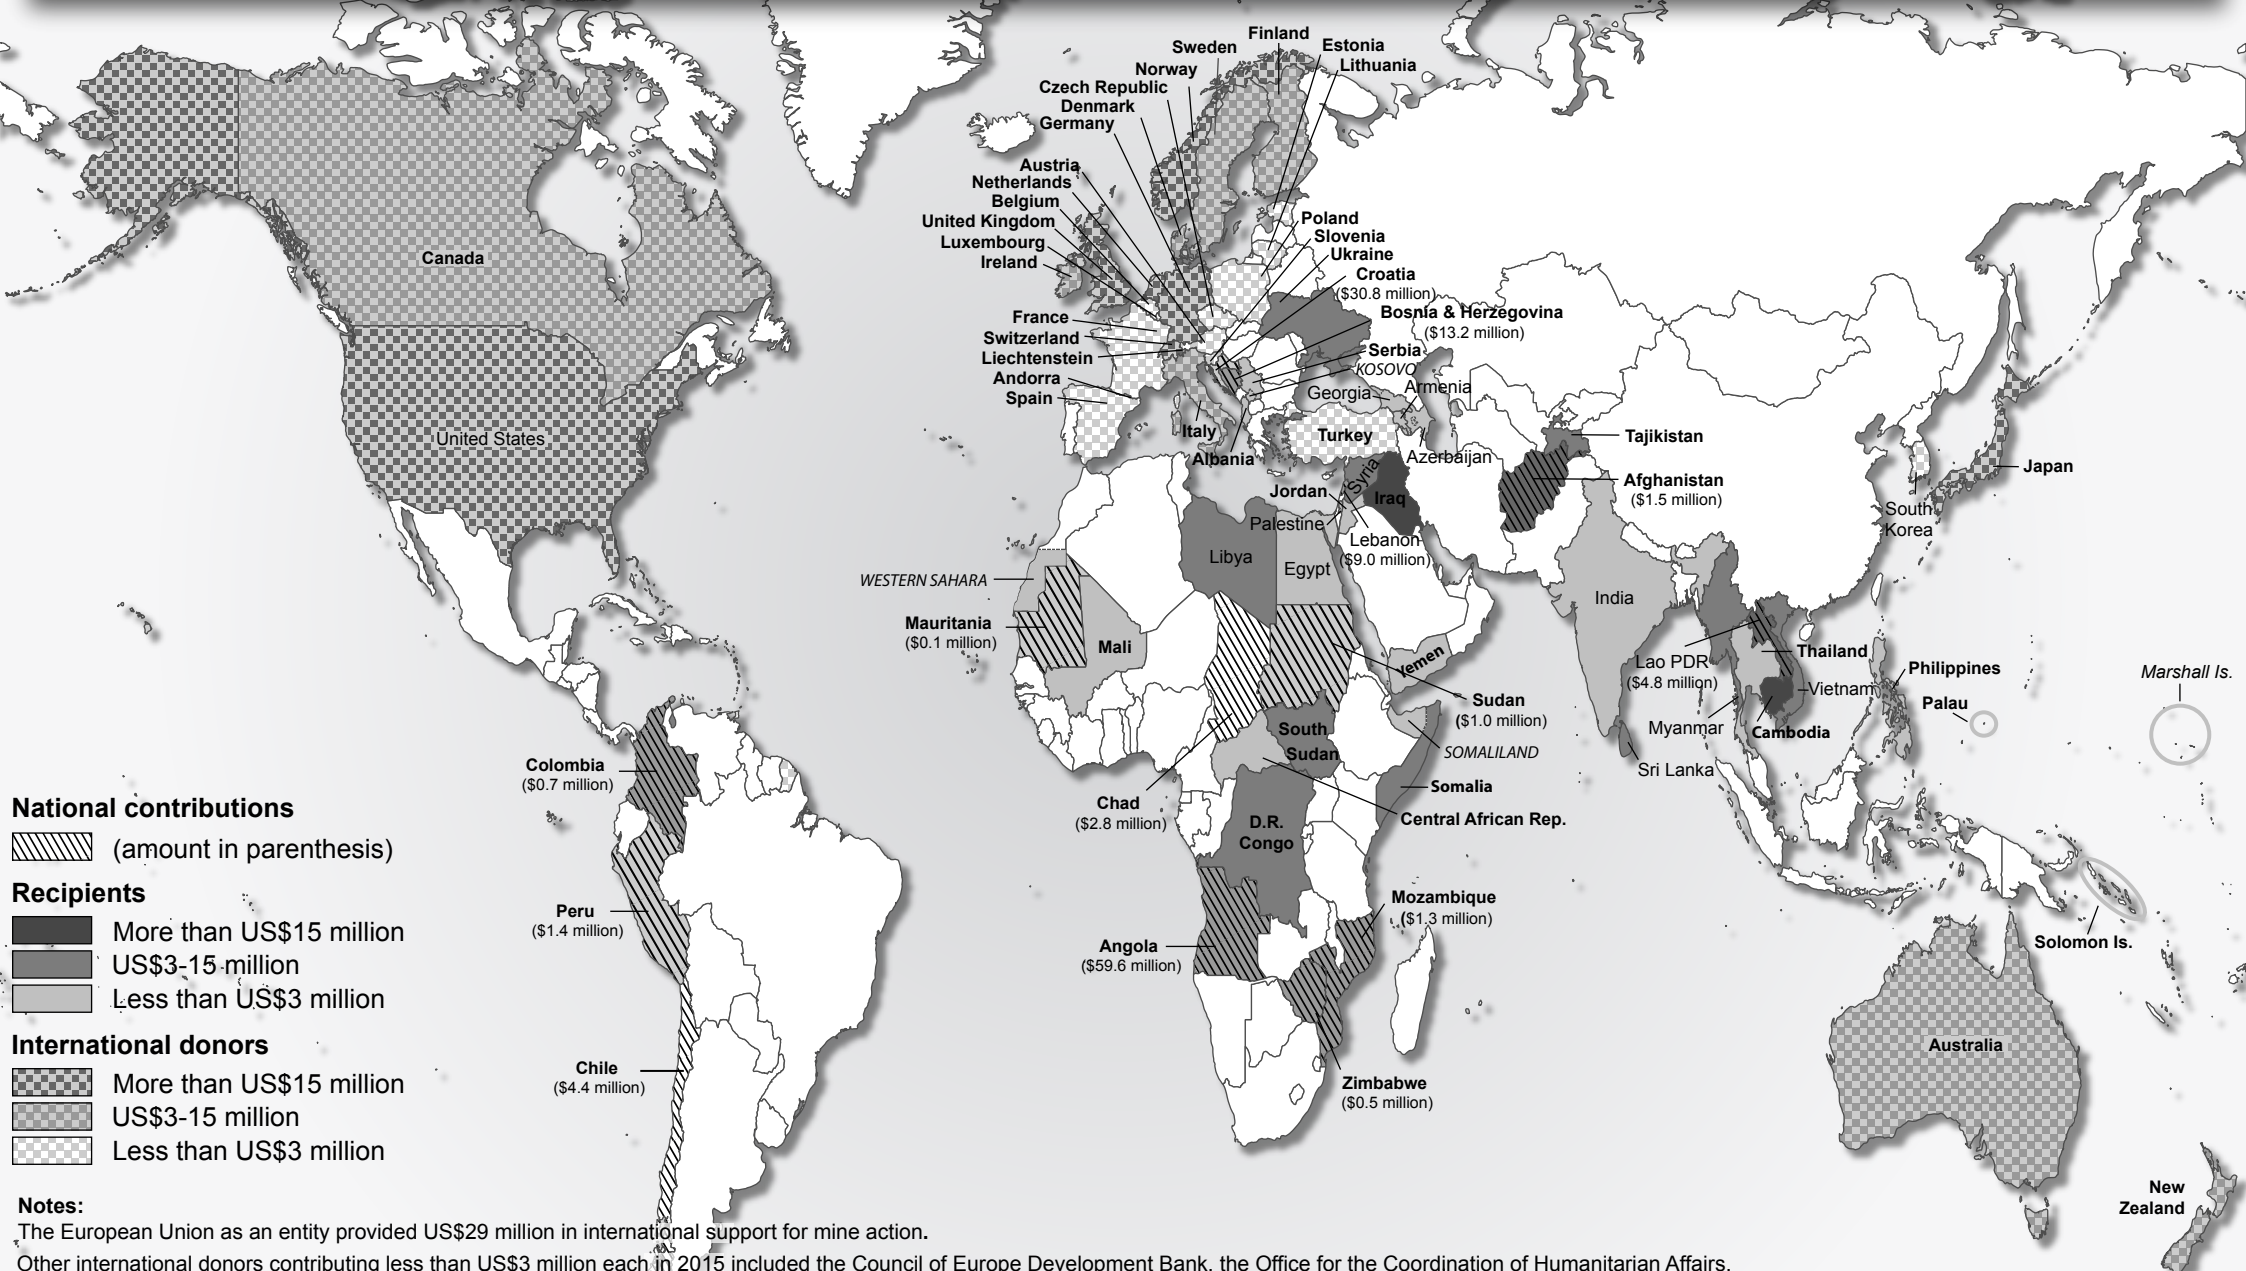 Finland
Sweden
Estonia
Norway
Lithuania
Czech Republic
Denmark
Germany
Austria
Netherlands
Belgium
United Kingdom
Luxembourg
Ireland
Poland
Slovenia
Ukraine
Croatia
($30.8 million)
Bosnia & Herzegovina
($13.2 million)
France
Switzerland
Liechtenstein
Andorra
Spain
Serbia
KOSOVO
Georgia
Armenia
Italy
Turkey
Azerbaijan
Albania
Canada
United States
Tajikistan
Afghanistan
($1.5 million)
Japan
South
Korea
Syria
Iraq
Jordan
Palestine
Lebanon
($9.0 million)
Libya
Egypt
India
WESTERN SAHARA
Mauritania
($0.1 million)
Mali
Yemen
Sudan
($1.0 million)
Lao PDR
($4.8 million)
Thailand
Vietnam
Philippines
Palau
Marshall Is.
Myanmar
Cambodia
Sri Lanka
South
Sudan
SOMALILAND
Somalia
Central African Rep.
Chad
($2.8 million)
D.R.
Congo
Colombia
($0.7 million)
Peru
($1.4 million)
Chile
($4.4 million)
Angola
($59.6 million)
Mozambique
($1.3 million)
Zimbabwe
($0.5 million)
Solomon Is.
Australia
New
Zealand
National contributions
(amount in parenthesis)
Recipients
More than US$15 million
US$3-15 million
Less than US$3 million
International donors
More than US$15 million
US$3-15 million
Less than US$3 million
Notes:
The European Union as an entity provided US$29 million in international support for mine action.
Other international donors contributing less than US$3 million each in 2015 included the Council of Europe Development Bank, the Office for the Coordination of Humanitarian Affairs.